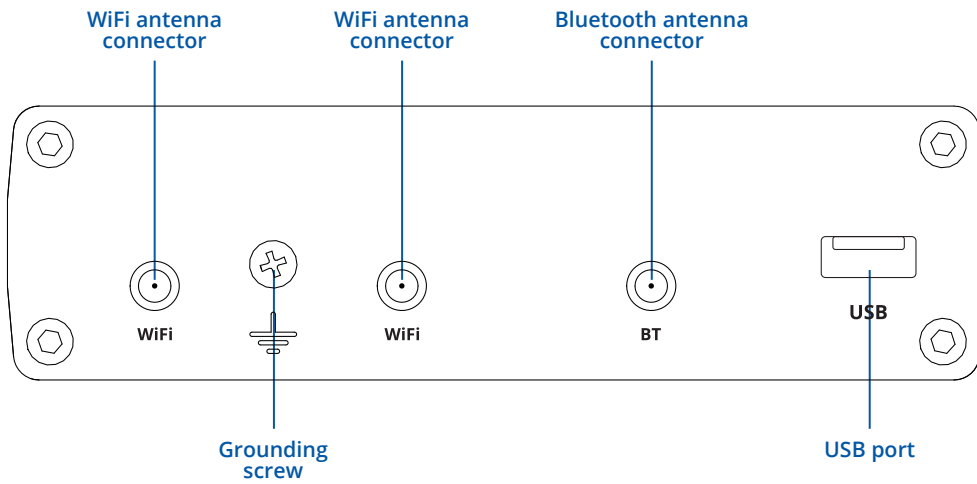 WiFi antenna
connector
WiFi antenna
connector
Bluetooth antenna
connector
WiFi
WiFi
BT
USB
Grounding
screw
USB port